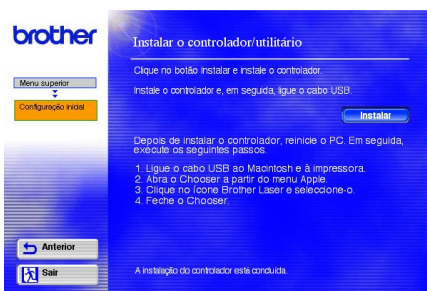 brother
Instalar o controlador/utilitário
Clique no botão Instalar e instale o controlador.
Menu superior
Instale o controlador e, em seguida, ligue o cabo USB.
Configuração inicial
Instalar
Depois de instalar o controlador, reinicie o PC. Em seguida,
execute os seguintes passos.
1. Ligue o cabo USB ao Macintosh e à impressora.
2. Abra o Chooser a partir do menu Apple.
3. Clique no ícone Brother Laser e seleccione-o.
4. Feche o Chooser.
Anterior
Sair
A instalação do controlador está concluída.